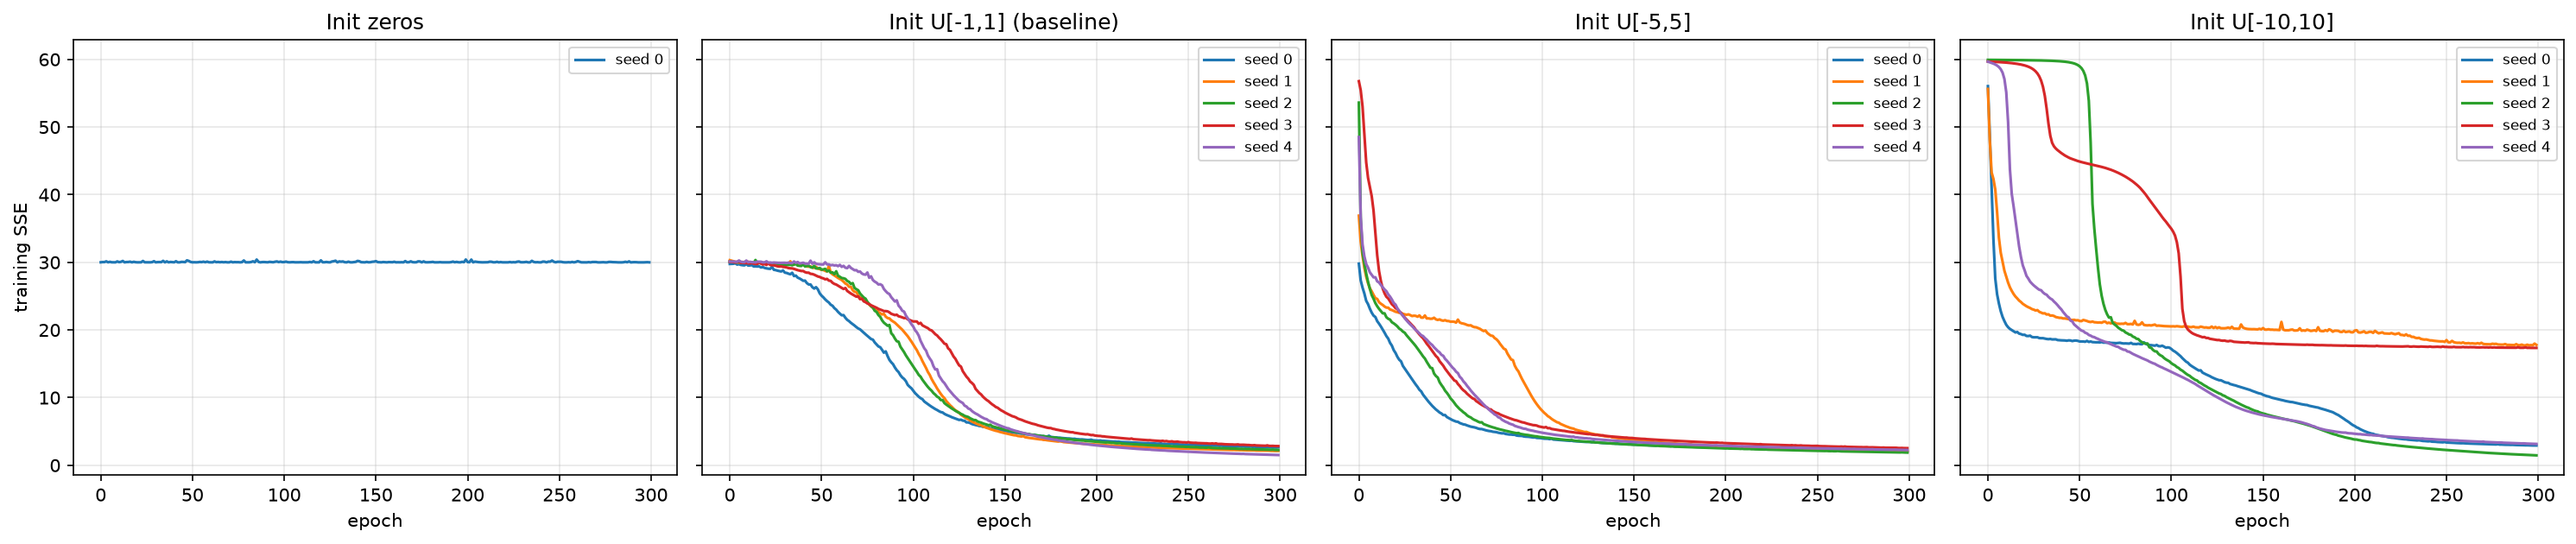 Init zeros
seed 0
60
50
40
30
20
10
0
training SSE
0 50 100 150 200 250 300
epoch
Init U[-1,1] (baseline)
seed 0
seed 1
seed 2
seed 3
seed 4
0 50 100 150 200 250 300
epoch
Init U[-5,5]
seed 0
seed 1
seed 2
seed 3
seed 4
0 50 100 150 200 250 300
epoch
Init U[-10,10]
seed 0
seed 1
seed 2
seed 3
seed 4
0 50 100 150 200 250 300
epoch